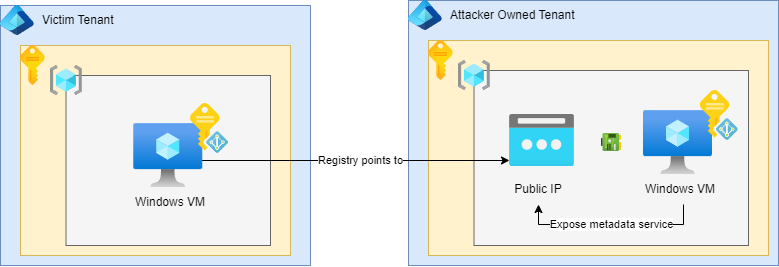 Victim Tenant
Attacker Owned Tenant
Registry points to
Windows VM
Public IP
Windows VM
Expose metadata service